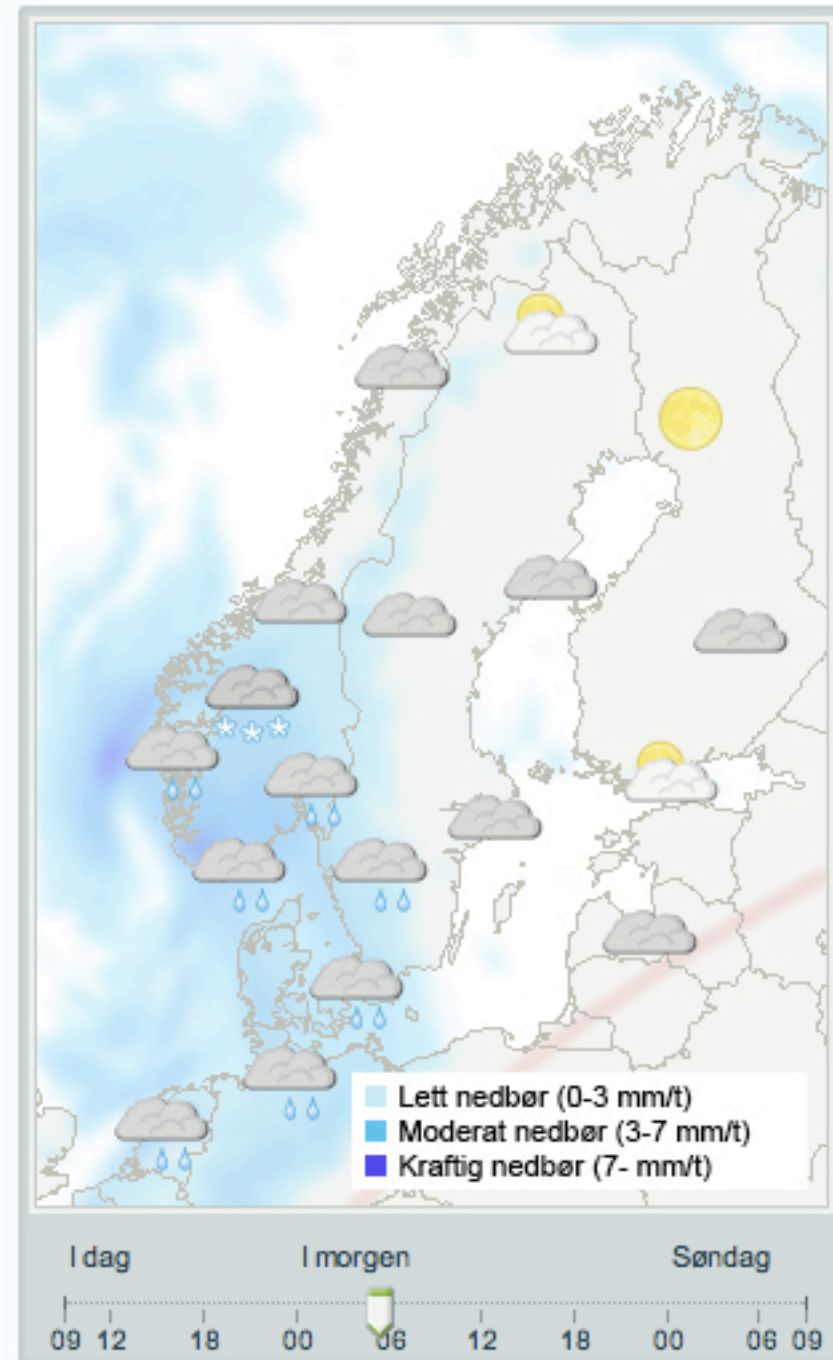 Lett nedbør (0-3 mm/t)
Moderat nedbør (3-7 mm/t)
Kraftig nedbør (7- mm/t)
I dag I morgen Søndag
09 12 18 00 06 12 18 00 06 09